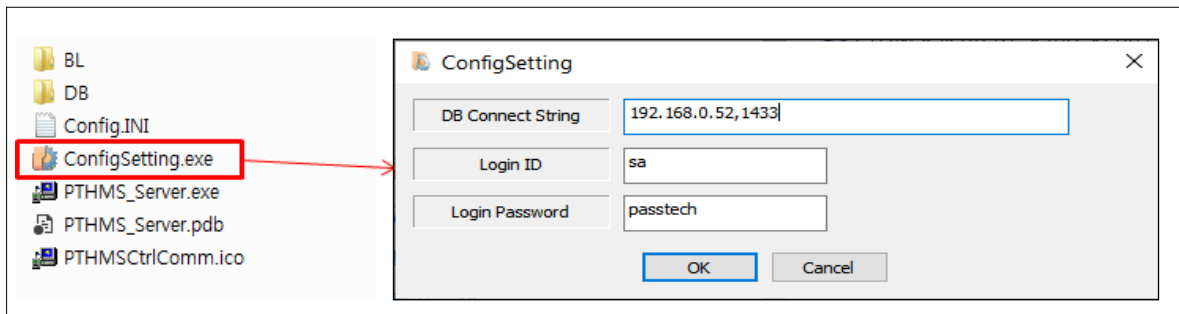 BL
DB
Config.INI
ConfigSetting.exe
PTHMS_Server.exe
PTHMS_Server.pdb
PTHMSCtrlComm.ico
ConfigSetting
DB Connect String
192.168.0.52,1433
Login ID
sa
Login Password
passtech
OK Cancel